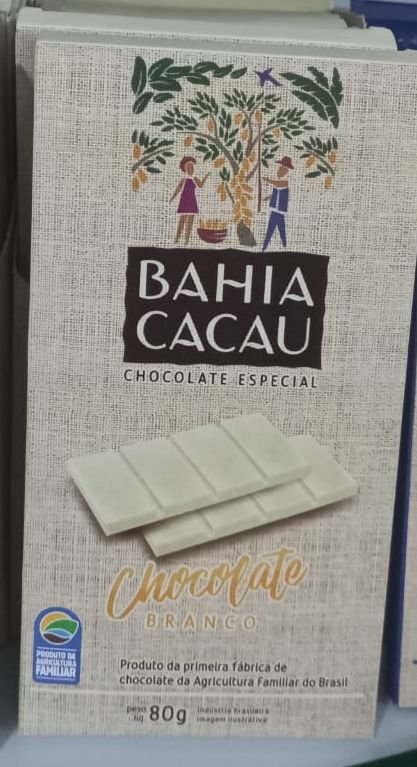 BAHIA
CACAU
CHOCOLATE ESPECIAL
Chocolate
BRANCO
PRODUTO DA
AGRICULTURA
FAMILIAR
Produto da primeira fábrica de
chocolate da Agricultura Familiar do Brasil
peso
liq 80g
indústria brasileira
imagem ilustrativa